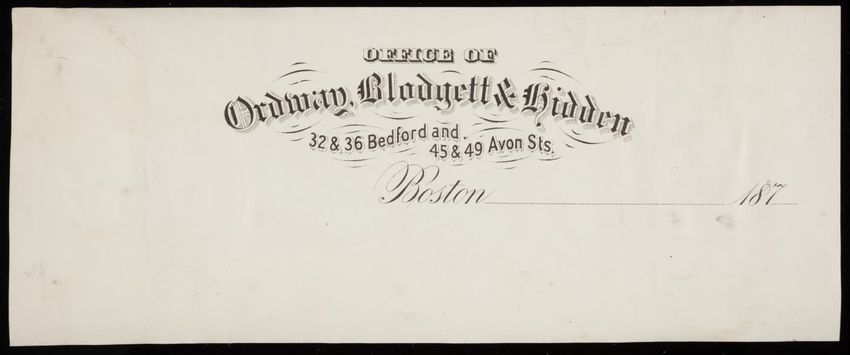 OFFICE OF
Ordway, Blodgett & Hidden
32 & 36 Bedford and
45 & 49 Avon Sts.
Boston 187